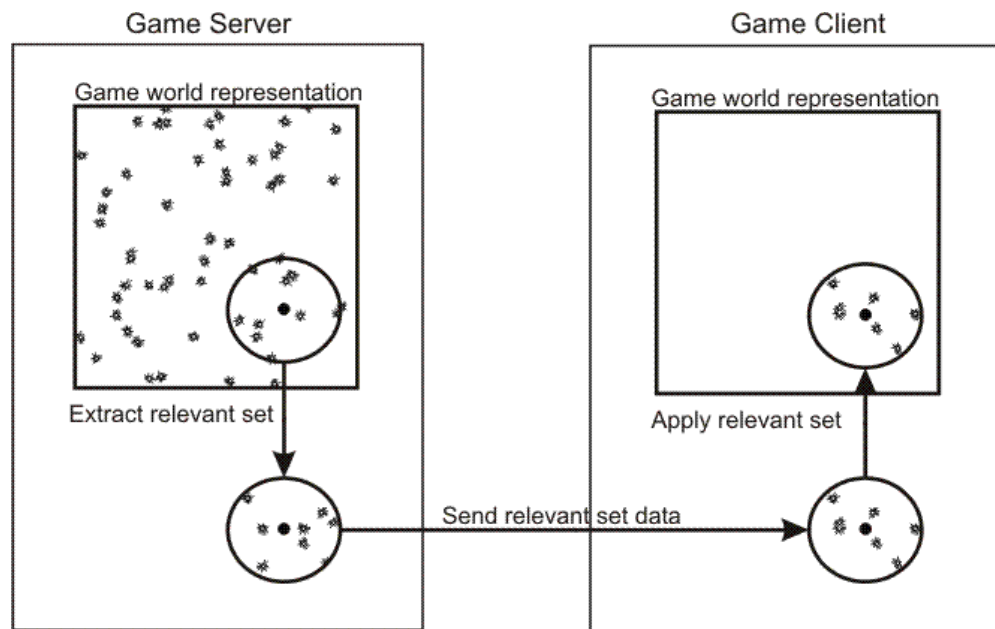 Game Server
Game Client
Game world representation
Game world representation
Extract relevant set
Apply relevant set
Send relevant set data